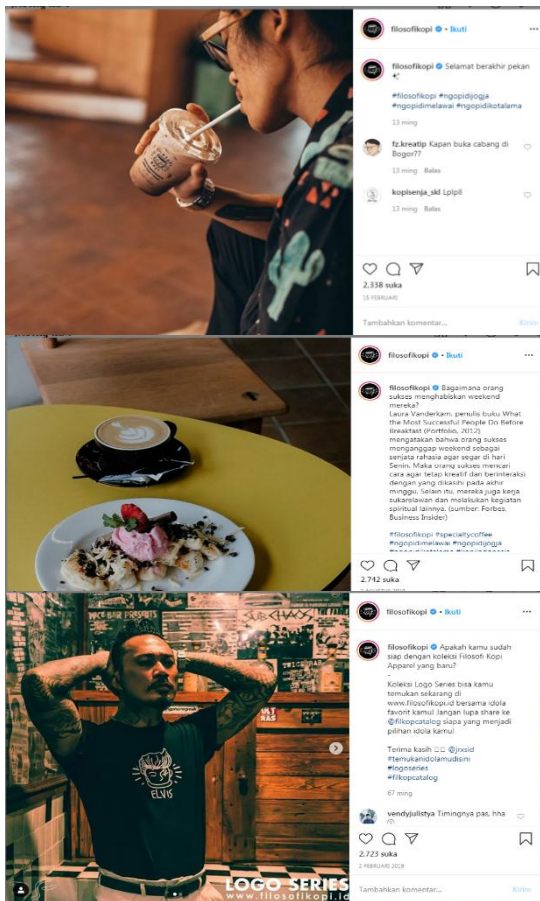 filosofikopi • Ikuti
filosofikopi Selamat berakhir pekan
#filosofikopi #ngopidijogja
#ngopidimelawai #ngopidikotalama
13 ming
fz.kreatip Kapan buka cabang di
Bogor??
13 ming Balas
kopisenja_skl Lplpll
13 ming Balas
2.338 suka
15 FEBRUARI
Tambahkan komentar... Kirim
filosofikopi • Ikuti
filosofikopi Bagaimana orang
sukses menghabiskan weekend
mereka?
Laura Vanderkam, penulis buku What
the Most Successful People Do Before
Breakfast (Portfolio, 2012)
mengatakan bahwa orang sukses
menganggap weekend sebagai
senjata rahasia agar segar di hari
Senin. Maka orang sukses mencari
cara agar tetap kreatif dan berinteraksi
dengan yang dikasihi pada akhir
minggu. Selain itu, mereka juga kerja
sukarelawan dan melakukan kegiatan
spiritual lainnya. (sumber: Forbes,
Business Insider)
#filosofikopi #specialtycoffee
#ngopidimelawai #ngopidijogja
2.742 suka
filosofikopi • Ikuti
filosofikopi Apakah kamu sudah
siap dengan koleksi Filosofi Kopi
Apparel yang baru?
-
Koleksi Logo Series bisa kamu
temukan sekarang di
www.filosofikopi.id bersama idola
favorit kamu! Jangan lupa share ke
@filkopcatalog siapa yang menjadi
pilihan idola kamu!
Terima kasih @jrxsid
#temukanidolamudisini
#logoseries
#filkopcatalog
67 ming
vendyjulistya Timingnya pas, hha
2.723 suka
2 FEBRUARI 2019
Tambahkan komentar... Kirim
SUB CHAOS
ELVIS
LOGO SERIES
www.filosofikopi.id